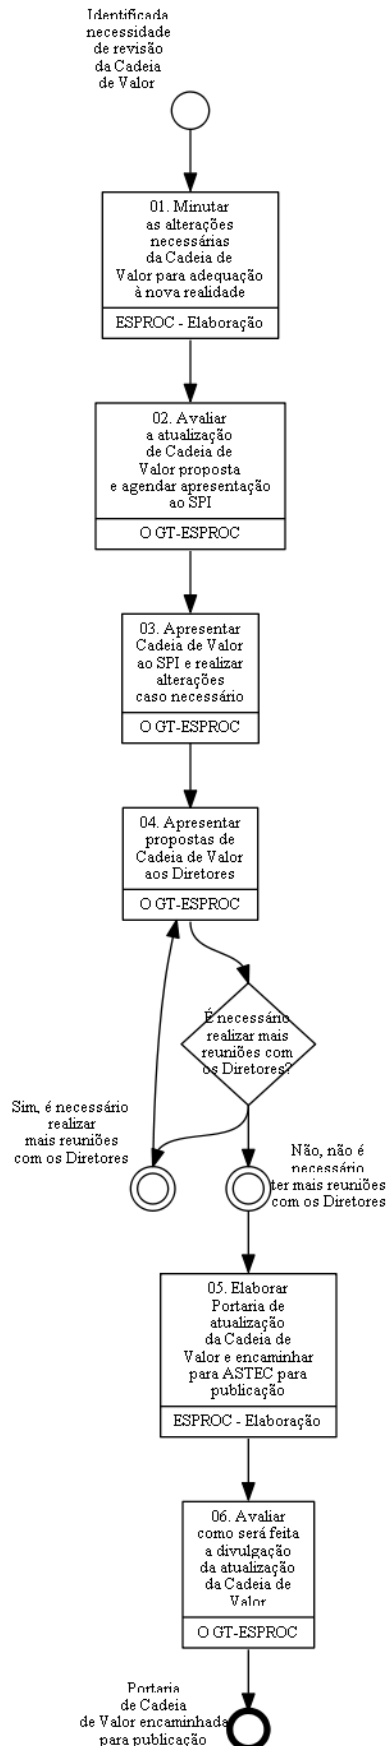 Identificada
necessidade
de revisão
da Cadeia
de Valor
01. Minutar
as alterações
necessárias
da Cadeia de
Valor para adequação
à nova realidade
ESPROC - Elaboração
02. Avaliar
a atualização
de Cadeia de
Valor proposta
e agendar apresentação
ao SPI
O GT-ESPROC
03. Apresentar
Cadeia de Valor
ao SPI e realizar
alterações
caso necessário
O GT-ESPROC
04. Apresentar
propostas de
Cadeia de Valor
aos Diretores
O GT-ESPROC
É necessário
realizar mais
reuniões com
os Diretores?
Sim, é necessário
realizar
mais reuniões
com os Diretores
Não, não é
necessário
ter mais reuniões
com os Diretores
05. Elaborar
Portaria de
atualização
da Cadeia de
Valor e encaminhar
para ASTEC para
publicação
ESPROC - Elaboração
06. Avaliar
como será feita
a divulgação
da atualização
da Cadeia de
Valor
O GT-ESPROC
Portaria
de Cadeia
de Valor encaminhada
para publicação